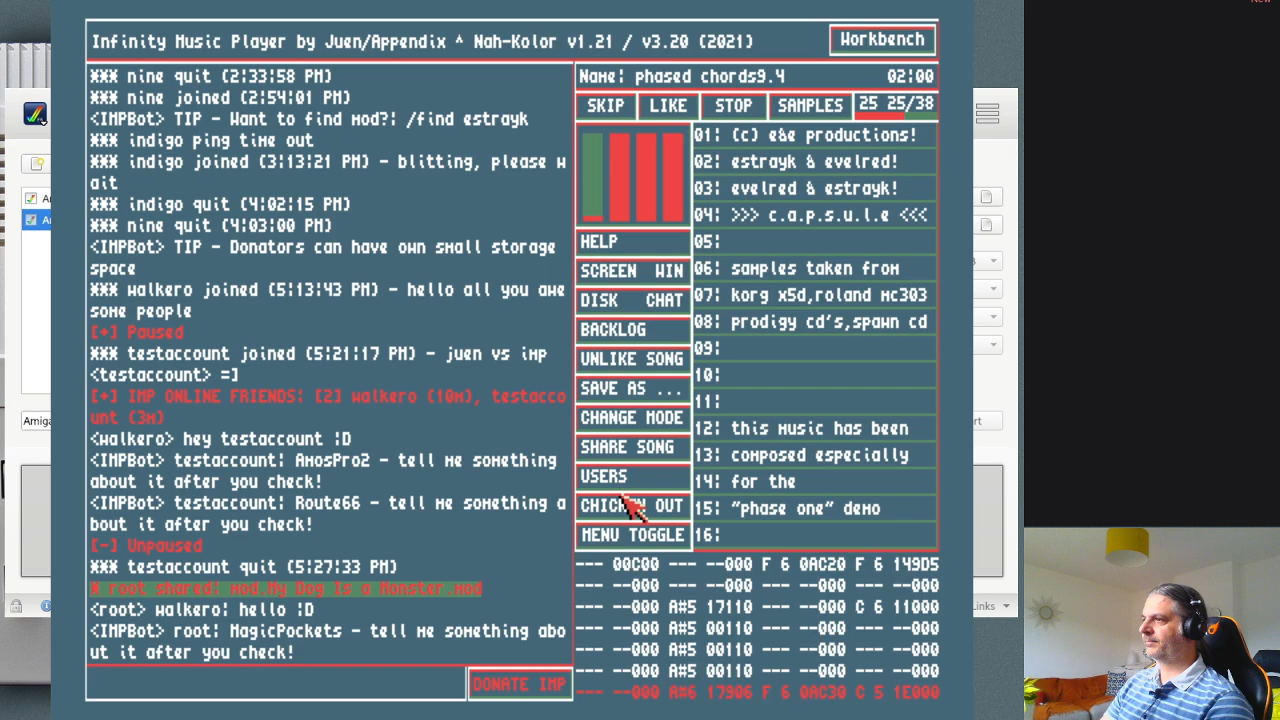 New
Infinity Music Player by Juen/Appendix ^ Nah-Kolor v1.21 / v3.20 (2021)
Workbench
*** nine quit (2:33:58 PM)
*** nine joined (2:54:01 PM)
<IMPBot> TIP - Want to find mod?: /find estrayk
*** indigo ping time out
*** indigo joined (3:13:21 PM) - blitting, please w
ait
*** indigo quit (4:02:15 PM)
*** nine quit (4:03:00 PM)
<IMPBot> TIP - Donators can have own small storage
space
*** walkero joined (5:13:43 PM) - hello all you awe
some people
[+] Paused
*** testaccount joined (5:21:17 PM) - juen vs imp
<testaccount> =]
[+] IMP ONLINE FRIENDS: [2] walkero (10m), testacco
unt (3m)
<walkero> hey testaccount :D
<IMPBot> testaccount: AmosPro2 - tell me something
about it after you check!
<IMPBot> testaccount: Route66 - tell me something a
bout it after you check!
[-] Unpaused
*** testaccount quit (5:27:33 PM)
* root shared: mod.My Dog Is a Monster.mod
<root> walkero: hello :D
<IMPBot> root: MagicPockets - tell me something abo
ut it after you check!
DONATE IMP
Name: phased chords9.4 02:00
SKIP LIKE STOP SAMPLES 25 25/38
HELP
SCREEN WIN
DISK CHAT
BACKLOG
UNLIKE SONG
SAVE AS ...
CHANGE MODE
SHARE SONG
USERS
CHICKEN OUT
MENU TOGGLE
01: (c) e&e productions!
02: estrayk & evelred!
03: evelred & estrayk!
04: >>> c.a.p.s.u.l.e <<<
05:
06: samples taken from
07: korg x5d,roland mc303
08: prodigy cd's,spawn cd
09:
10:
11:
12: this music has been
13: composed especially
14: for the
15: "phase one" demo
16:
--- 00C00 --- --000 F 6 0AC20 F 6 149D5
--- --000 --- --000 --- --000 --- --000
--- --000 A#5 17110 --- --000 C 6 11000
--- --000 A#5 00110 --- --000 --- --000
--- --000 A#5 00110 --- --000 --- --000
--- --000 A#5 00110 --- --000 --- --000
--- --000 A#6 17906 F 6 0AC30 C 5 1E000
Amiga
Links